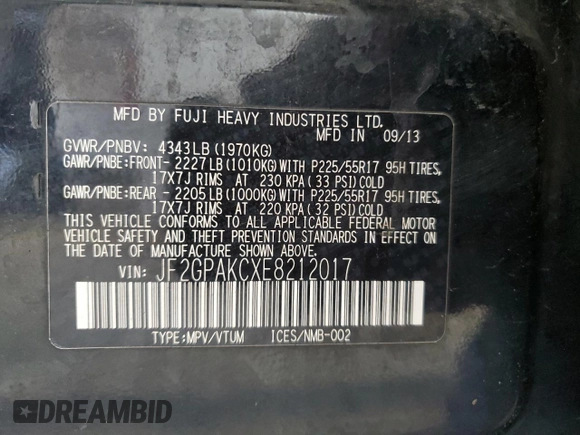 MFD BY FUJI HEAVY INDUSTRIES LTD.
MFD IN 09/13
GVWR/PNBV: 4343LB(1970KG)
GAWR/PNBE:FRONT- 2227LB(1010KG)WITH P225/55R17 95H TIRES,
17X7J RIMS AT 230 KPA(33 PSI)COLD
GAWR/PNBE:REAR - 2205LB(1000KG)WITH P225/55R17 95H TIRES,
17X7J RIMS AT 220 KPA(32 PSI)COLD
THIS VEHICLE CONFORMS TO ALL APPLICABLE FEDERAL MOTOR
VEHICLE SAFETY AND THEFT PREVENTION STANDARDS IN EFFECT ON
THE DATE OF MANUFACTURE SHOWN ABOVE.
VIN: JF2GPAKCXE8212017
TYPE:MPV/VTUM ICES/NMB-002
DREAMBID